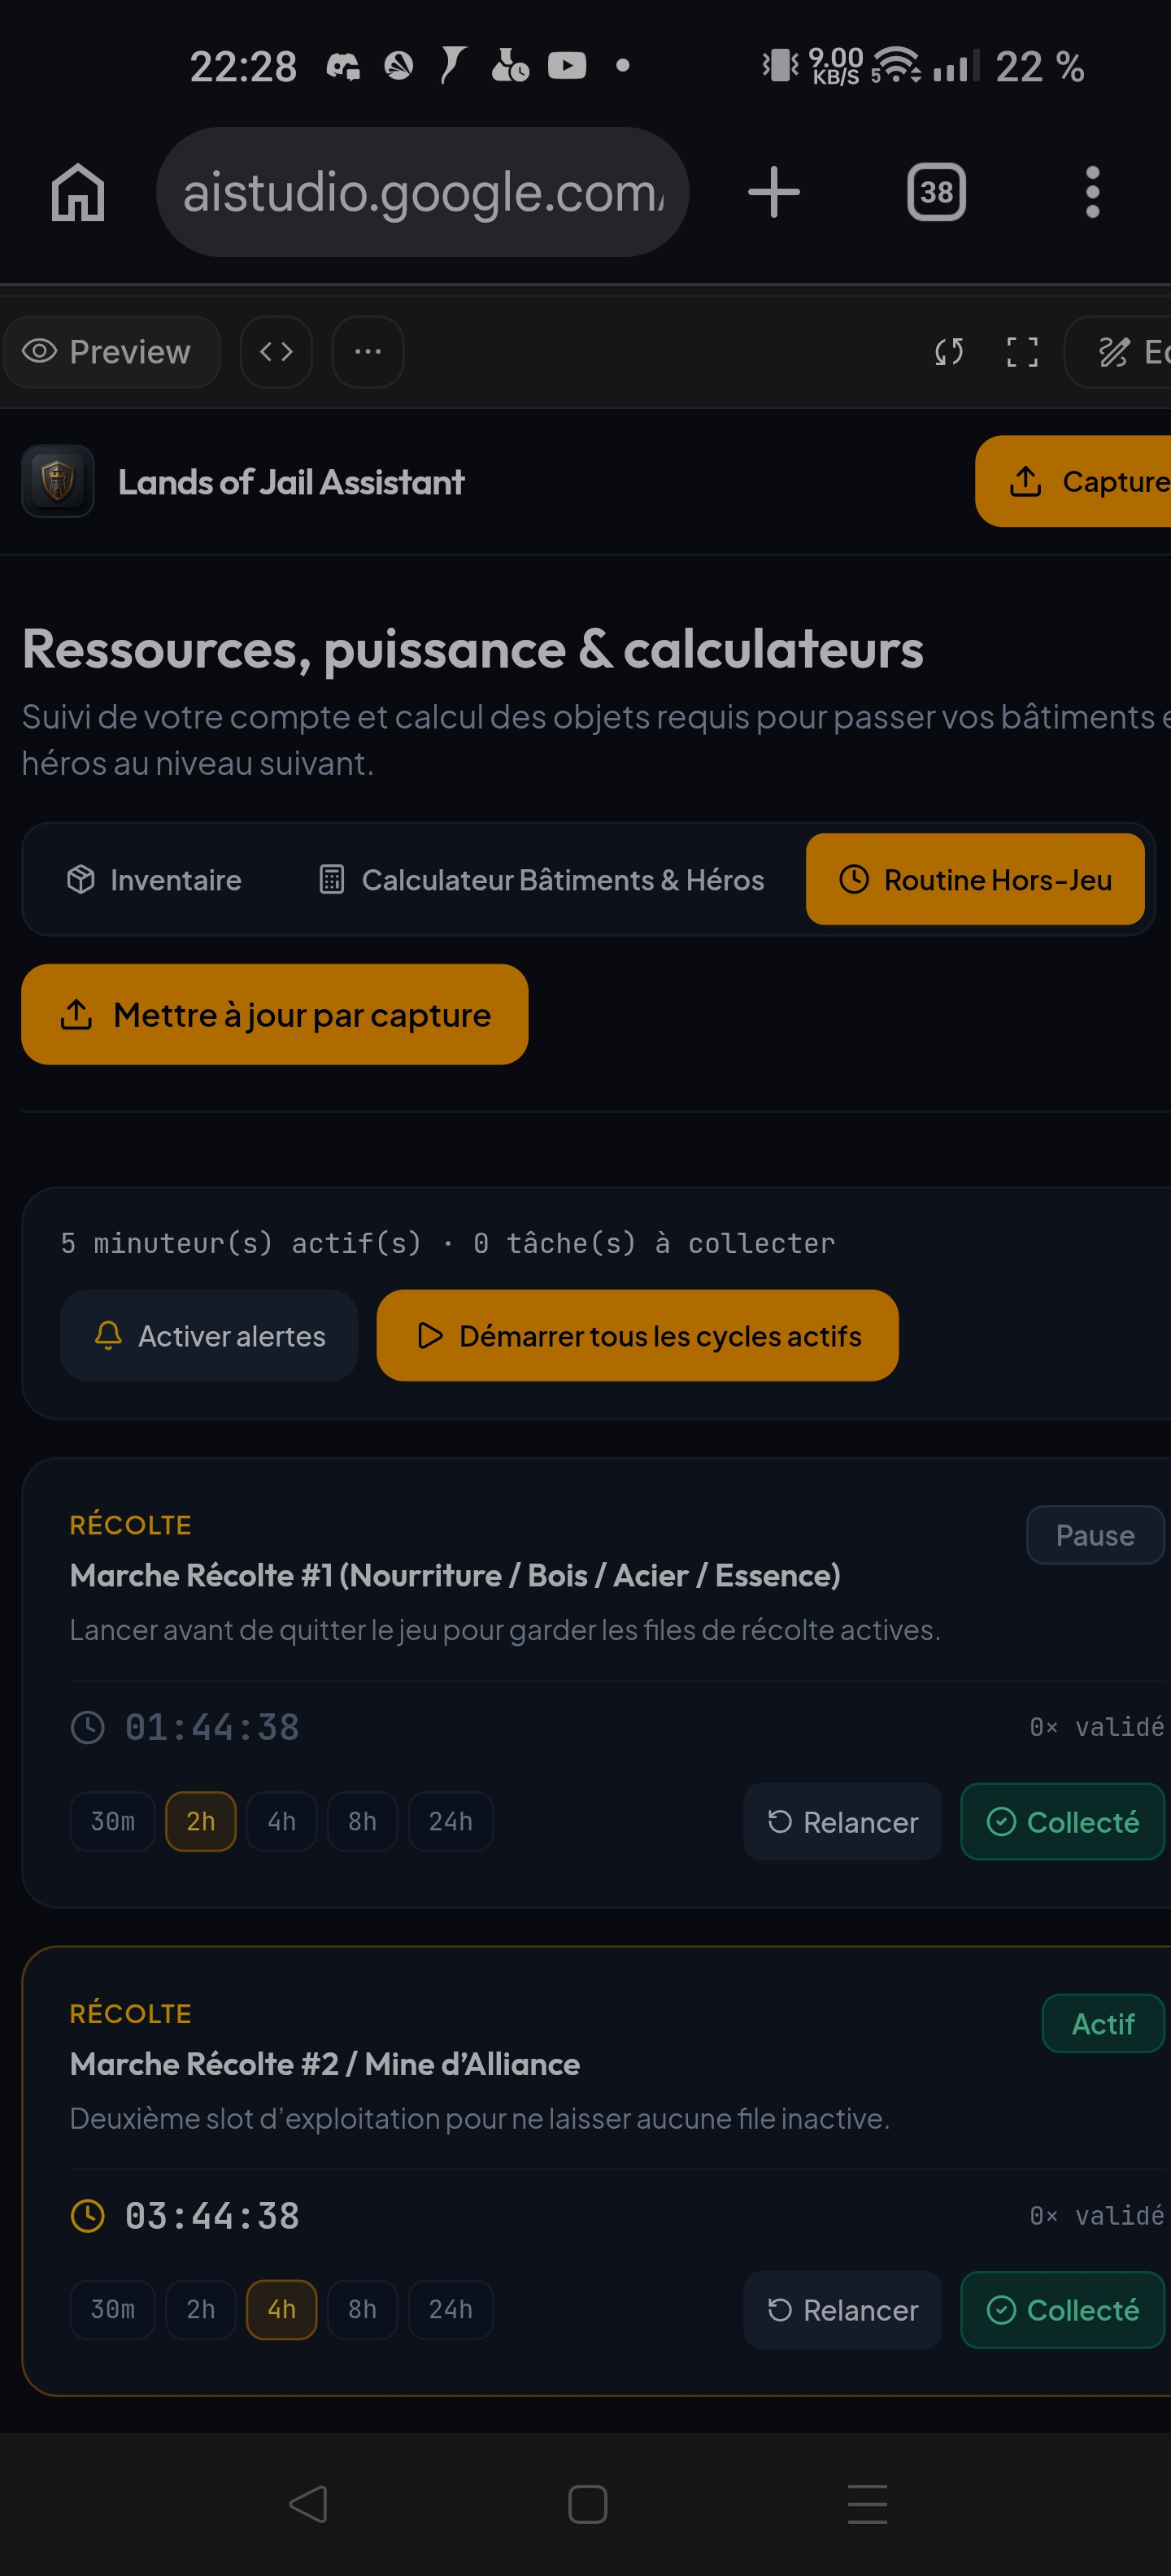 22:28
9.00
KB/S
5
22 %
aistudio.google.com/
38
Preview
Lands of Jail Assistant
Capture
Ressources, puissance & calculateurs
Suivi de votre compte et calcul des objets requis pour passer vos bâtiments e
héros au niveau suivant.
Inventaire
Calculateur Bâtiments & Héros
Routine Hors-Jeu
Mettre à jour par capture
5 minuteur(s) actif(s) · 0 tâche(s) à collecter
Activer alertes
Démarrer tous les cycles actifs
RÉCOLTE
Pause
Marche Récolte #1 (Nourriture / Bois / Acier / Essence)
Lancer avant de quitter le jeu pour garder les files de récolte actives.
01:44:38
0× validé
30m
2h
4h
8h
24h
Relancer
Collecté
RÉCOLTE
Actif
Marche Récolte #2 / Mine d’Alliance
Deuxième slot d’exploitation pour ne laisser aucune file inactive.
03:44:38
0× validé
30m
2h
4h
8h
24h
Relancer
Collecté